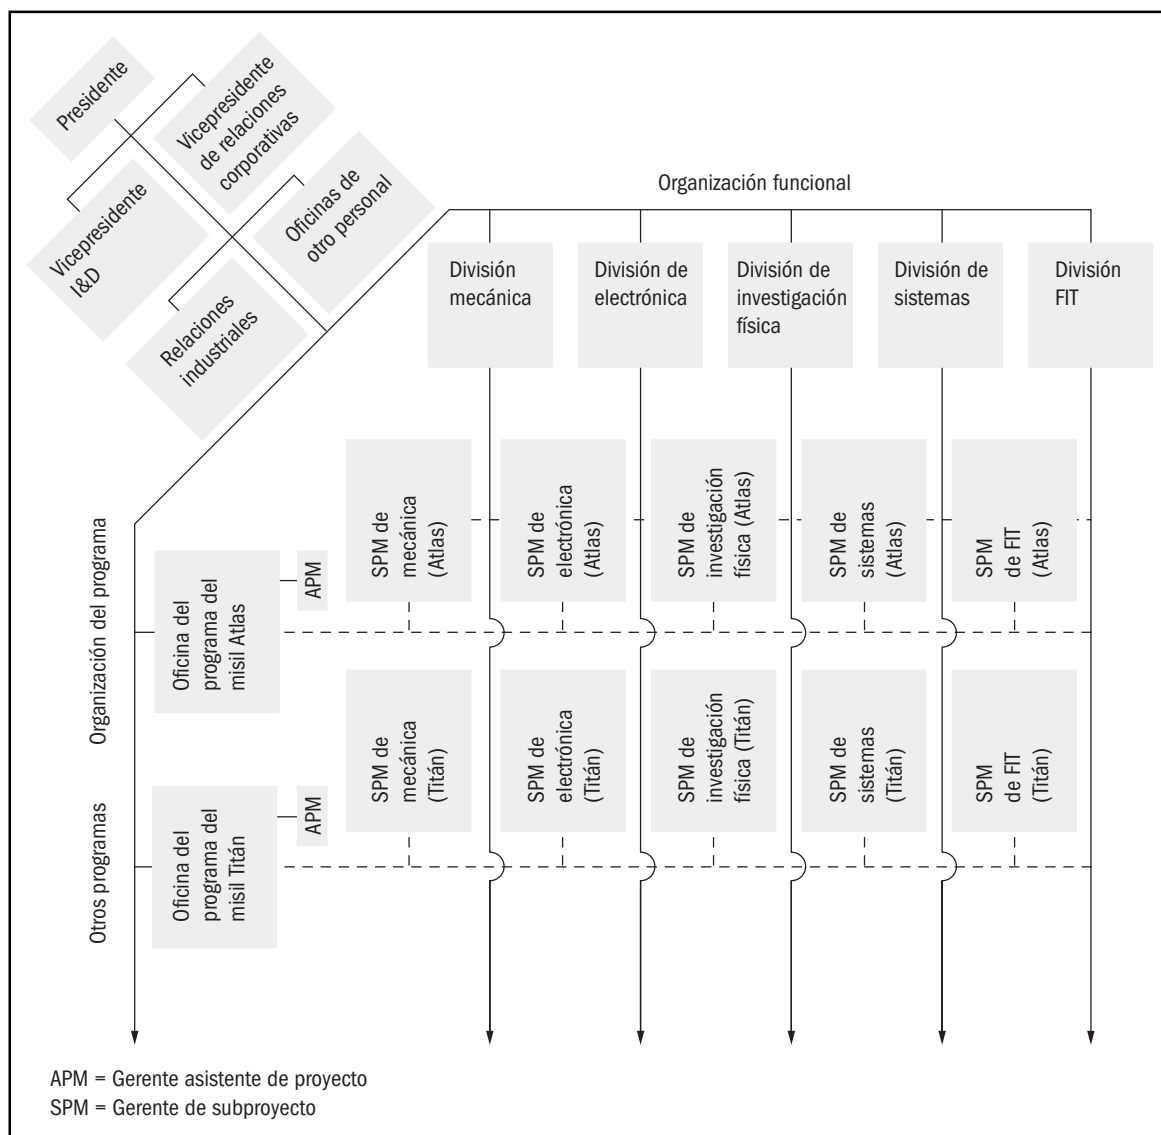 Presidente
Vicepresidente
de relaciones
corporativas
Vicepresidente
I&D
Oficinas de
otro personal
Relaciones
industriales
Organización funcional
División
mecánica
División de
electrónica
División de
investigación
física
División de
sistemas
División
FIT
Organización del programa
Oficina del
programa del
misil Atlas
APM
SPM de
mecánica
(Atlas)
SPM de
electrónica
(Atlas)
SPM de
investigación
física (Atlas)
SPM de
sistemas
(Atlas)
SPM
de FIT
(Atlas)
Otros programas
Oficina del
programa del
misil Titán
APM
SPM de
mecánica
(Titán)
SPM de
electrónica
(Titán)
SPM de
investigación
física (Titán)
SPM de
sistemas
(Titán)
SPM
de FIT
(Titán)
APM = Gerente asistente de proyecto
SPM = Gerente de subproyecto